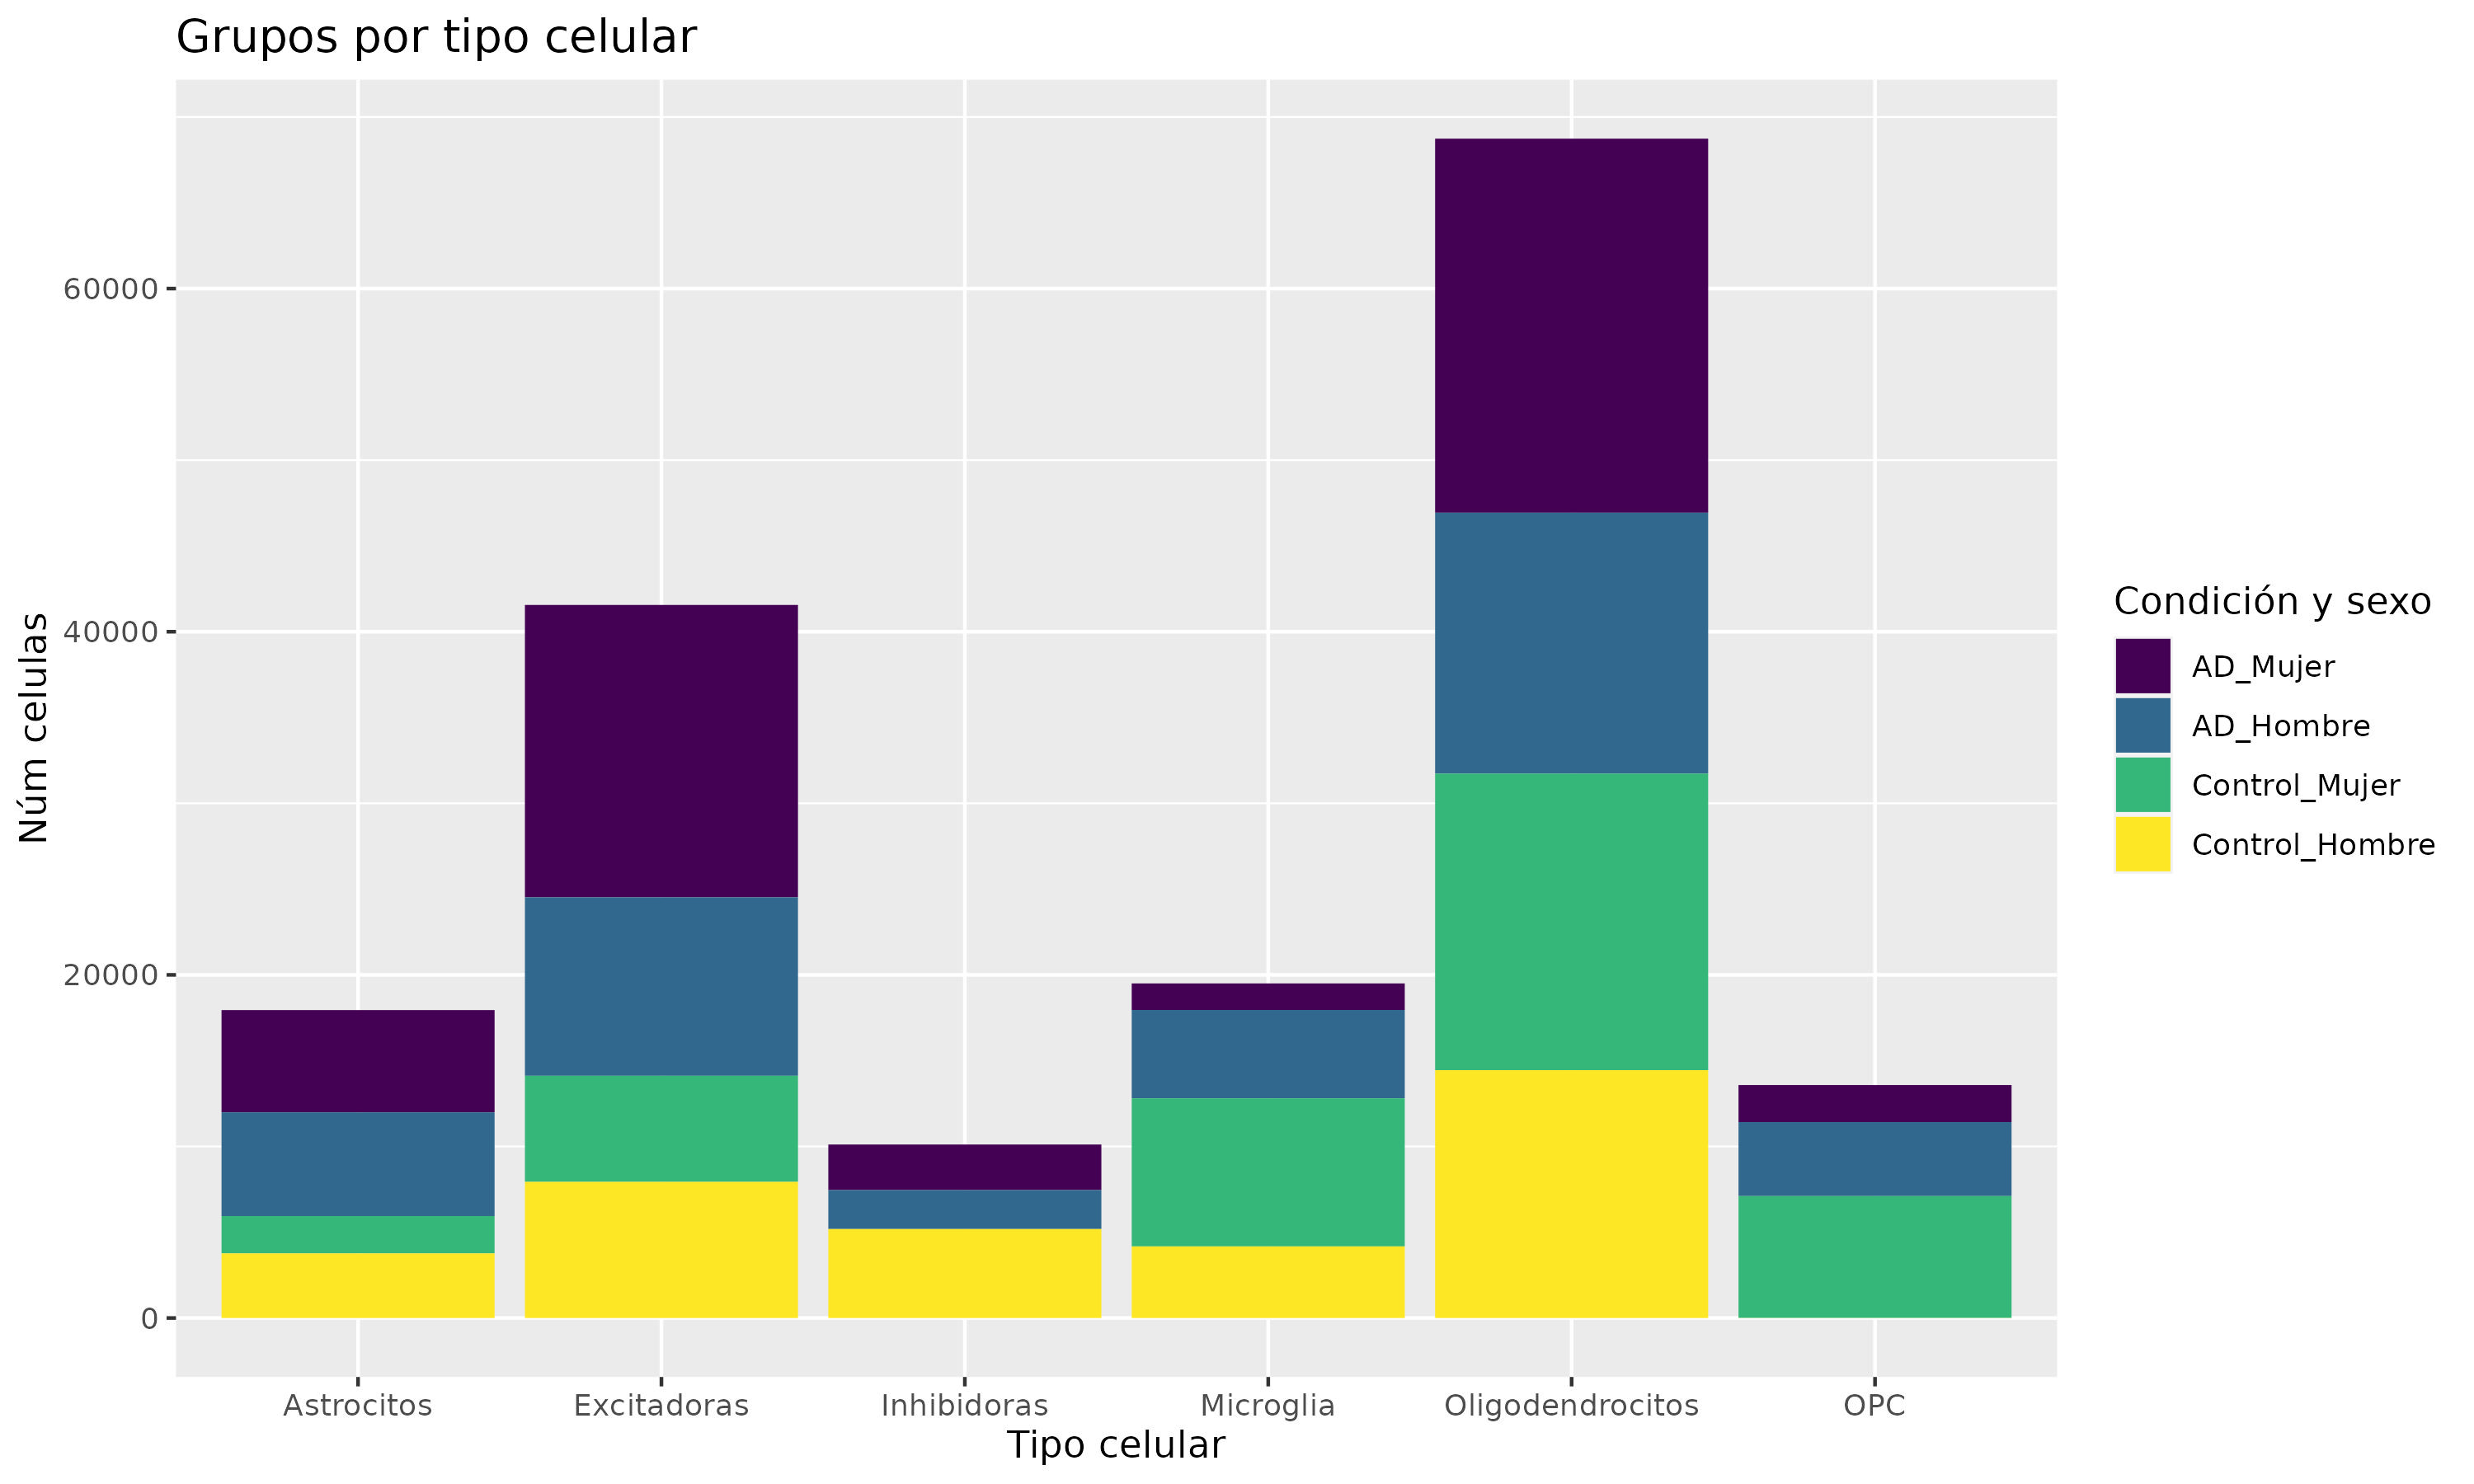 Grupos por tipo celular
Núm celulas
60000
40000
20000
0
Astrocitos
Excitadoras
Inhibidoras
Microglia
Oligodendrocitos
OPC
Tipo celular
Condición y sexo
AD_Mujer
AD_Hombre
Control_Mujer
Control_Hombre